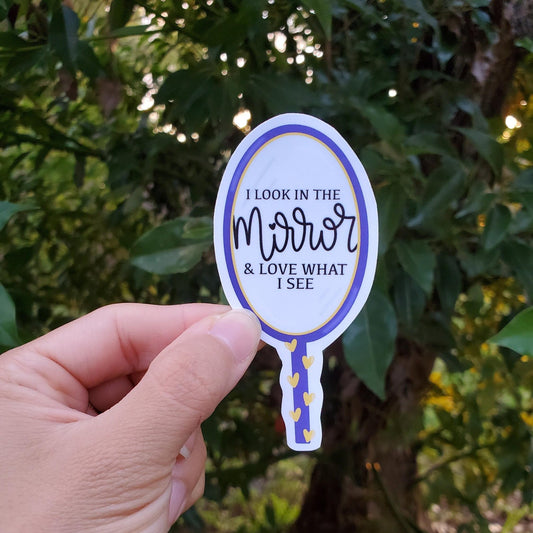 I LOOK IN THE
Mirror
& LOVE WHAT
I SEE